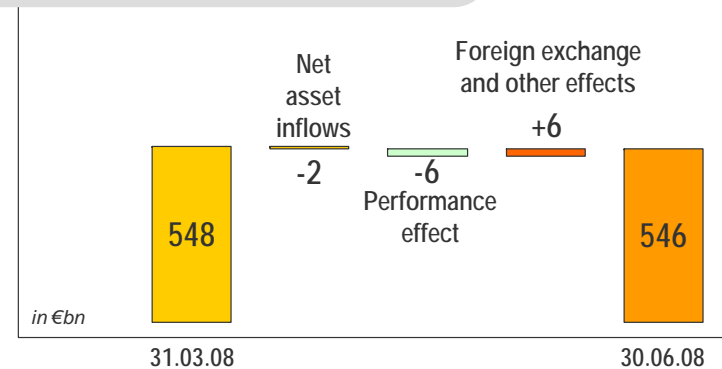 Net
asset
inflows
-2
Foreign exchange
and other effects
+6
-6
Performance
effect
548
546
in €bn
31.03.08
30.06.08